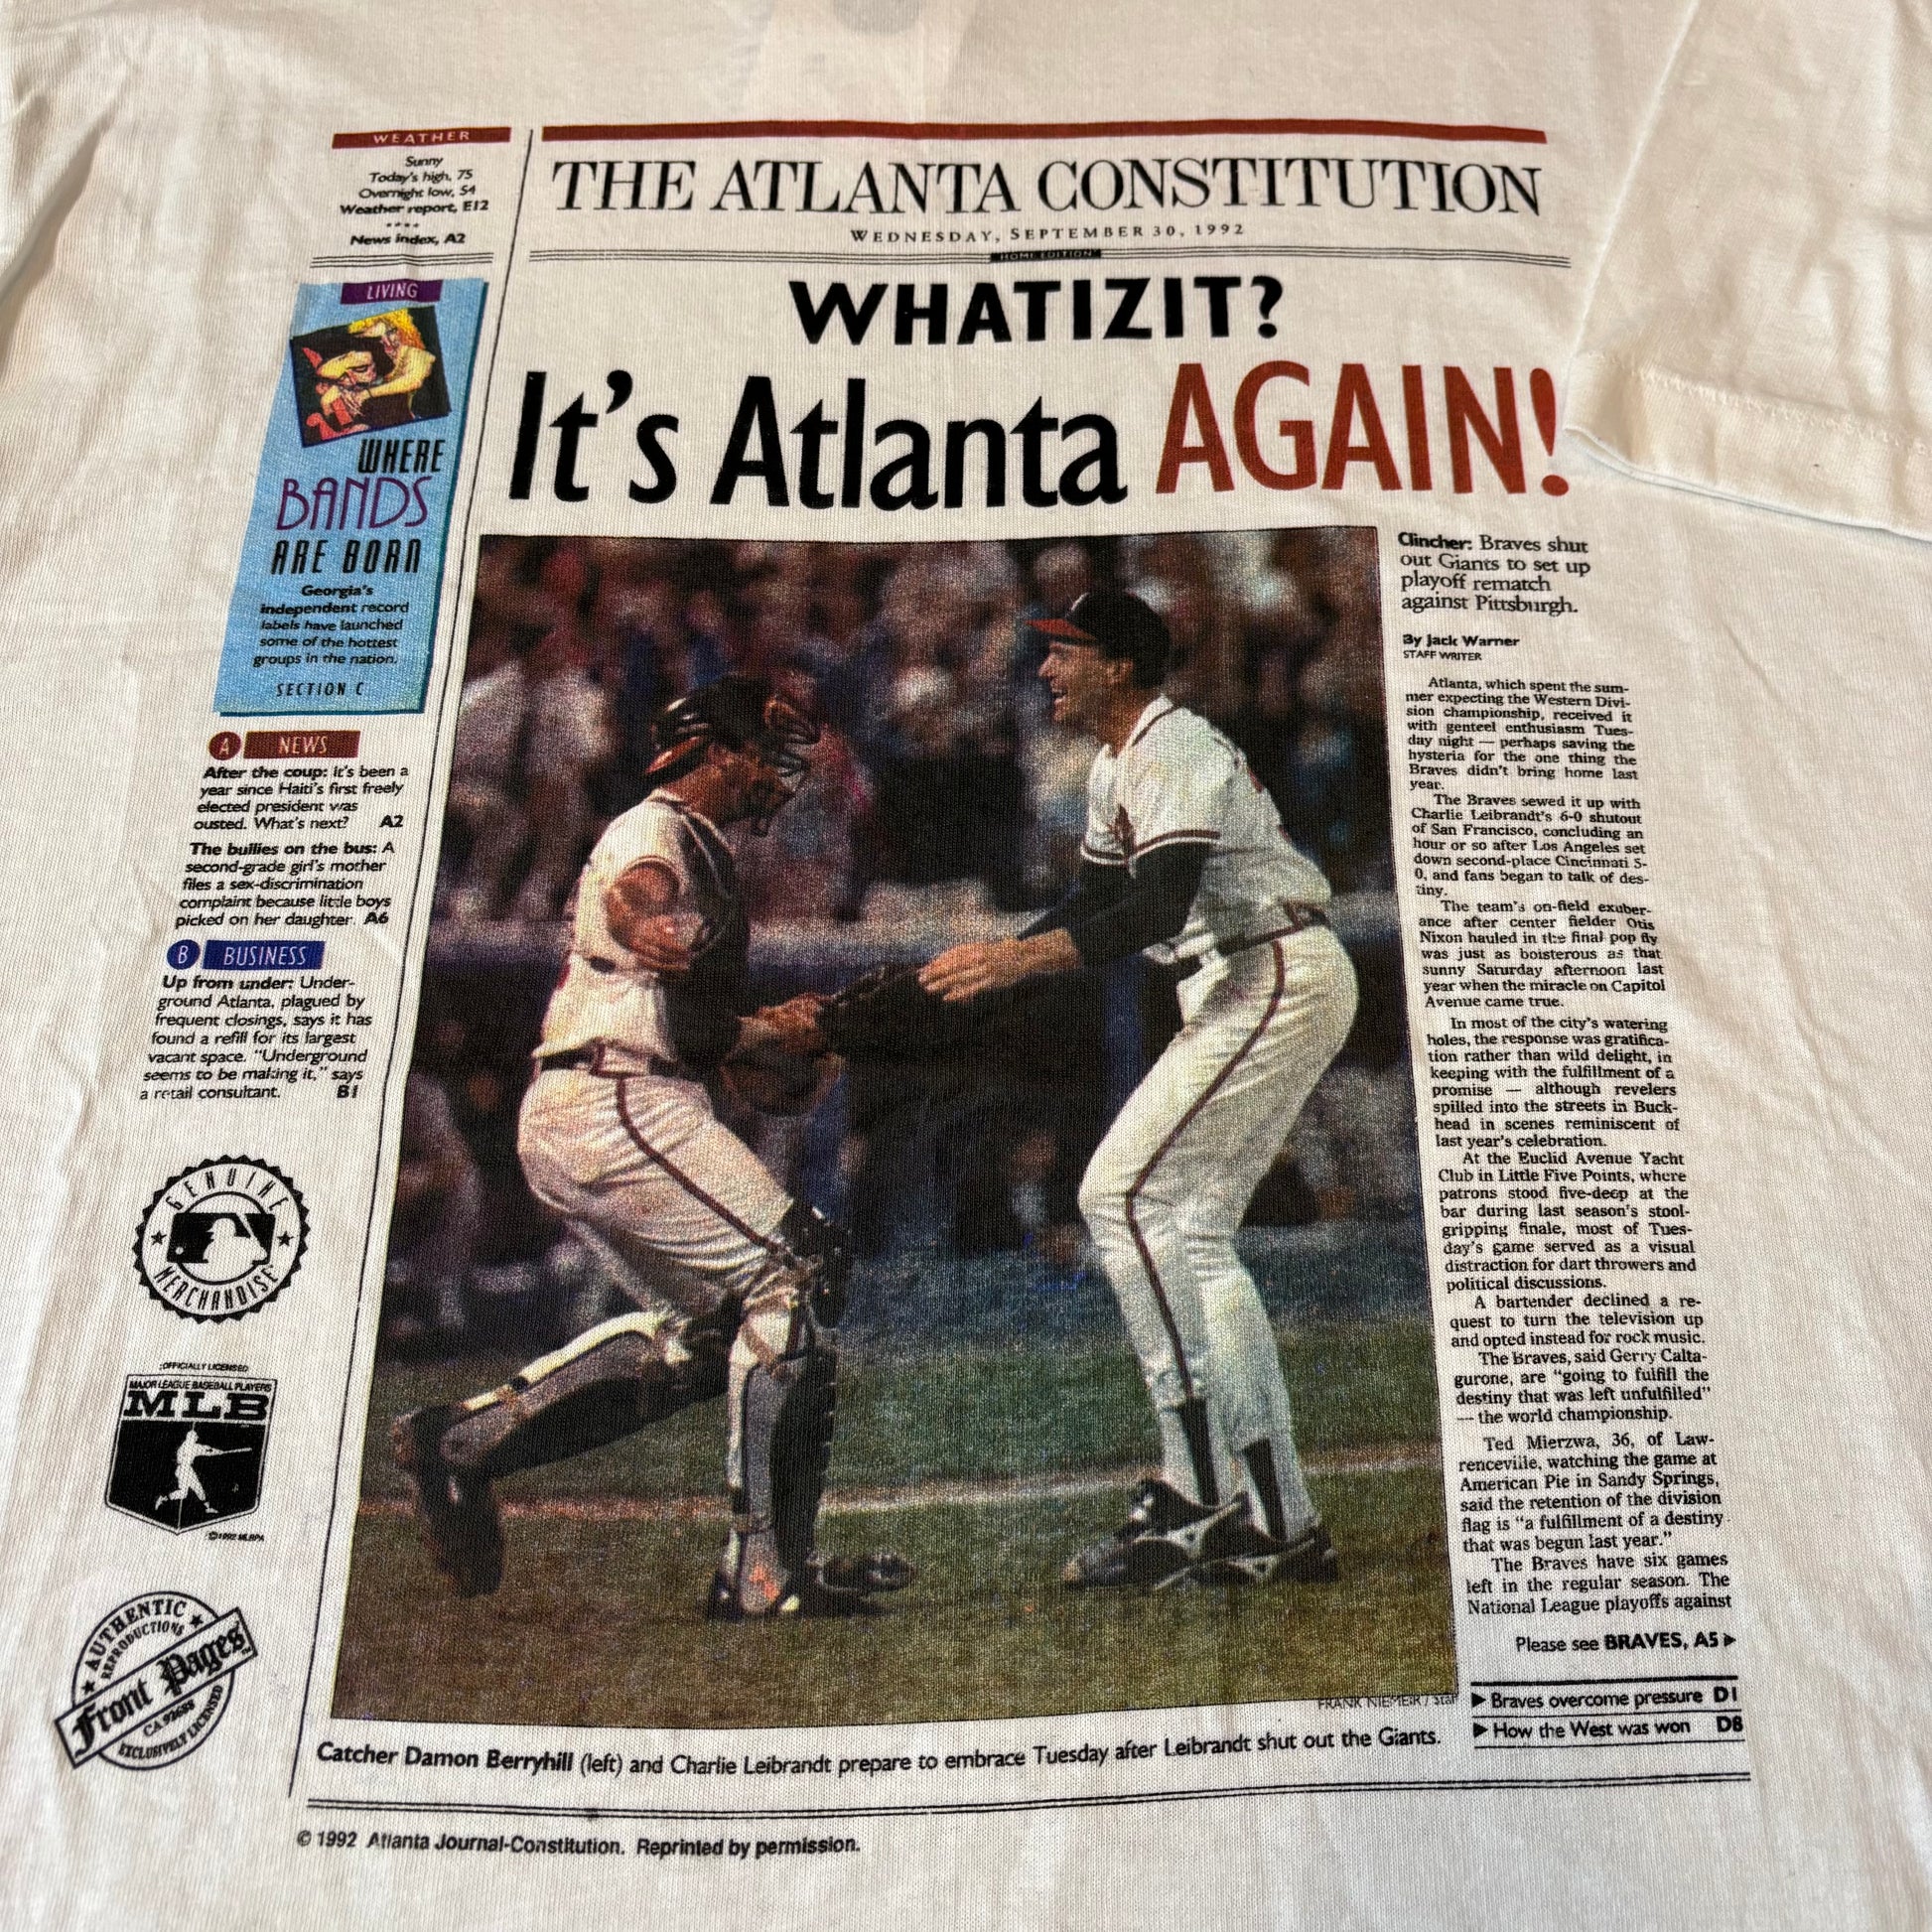 WEATHER
Sunny
Today's high, 75
Overnight low, 54
Weather report, E12
News index, A2
THE ATLANTA CONSTITUTION
WEDNESDAY, SEPTEMBER 30, 1992
HOME EDITION
WHATIZIT?
It's Atlanta AGAIN!
LIVING
WHERE
BANDS
ARE BORN
Georgia's
independent record
labels have launched
some of the hottest
groups in the nation.
SECTION C
A NEWS
After the coup: It's been a
year since Haiti's first freely
elected president was
ousted. What's next? A2
The bullies on the bus: A
second-grade girl's mother
files a sex-discrimination
complaint because little boys
picked on her daughter. A6
B BUSINESS
Up from under: Under-
ground Atlanta, plagued by
frequent closings, says it has
found a refill for its largest
vacant space. "Underground
seems to be making it," says
a retail consultant. B1
GENUINE
MERCHANDISE
OFFICIALLY LICENSED
MAJOR LEAGUE BASEBALL PLAYERS
MLB
©1992 MLBPA
AUTHENTIC
REPRODUCTIONS
Front Pages
CA 92688
EXCLUSIVELY LICENSED
Clincher: Braves shut
out Giants to set up
playoff rematch
against Pittsburgh.
By Jack Warner
STAFF WRITER
Atlanta, which spent the sum-
mer expecting the Western Divi-
sion championship, received it
with genteel enthusiasm Tues-
day night — perhaps saving the
hysteria for the one thing the
Braves didn't bring home last
year.
The Braves sewed it up with
Charlie Leibrandt's 6-0 shutout
of San Francisco, concluding an
hour or so after Los Angeles set
down second-place Cincinnati 5-
0, and fans began to talk of des-
tiny.
The team's on-field exuber-
ance after center fielder Otis
Nixon hauled in the final pop fly
was just as boisterous as that
sunny Saturday afternoon last
year when the miracle on Capitol
Avenue came true.
In most of the city's watering
holes, the response was gratifica-
tion rather than wild delight, in
keeping with the fulfillment of a
promise — although revelers
spilled into the streets in Buck-
head in scenes reminiscent of
last year's celebration.
At the Euclid Avenue Yacht
Club in Little Five Points, where
patrons stood five-deep at the
bar during last season's stool-
gripping finale, most of Tues-
day's game served as a visual
distraction for dart throwers and
political discussions.
A bartender declined a re-
quest to turn the television up
and opted instead for rock music.
The Braves, said Gerry Calta-
gurone, are "going to fulfill the
destiny that was left unfulfilled"
— the world championship.
Ted Mierzwa, 36, of Law-
renceville, watching the game at
American Pie in Sandy Springs,
said the retention of the division
flag is "a fulfillment of a destiny
that was begun last year."
The Braves have six games
left in the regular season. The
National League playoffs against
Please see BRAVES, A5
Braves overcome pressure D1
How the West was won D8
FRANK NIEMEIR / Staff
Catcher Damon Berryhill (left) and Charlie Leibrandt prepare to embrace Tuesday after Leibrandt shut out the Giants.
© 1992 Atlanta Journal-Constitution. Reprinted by permission.